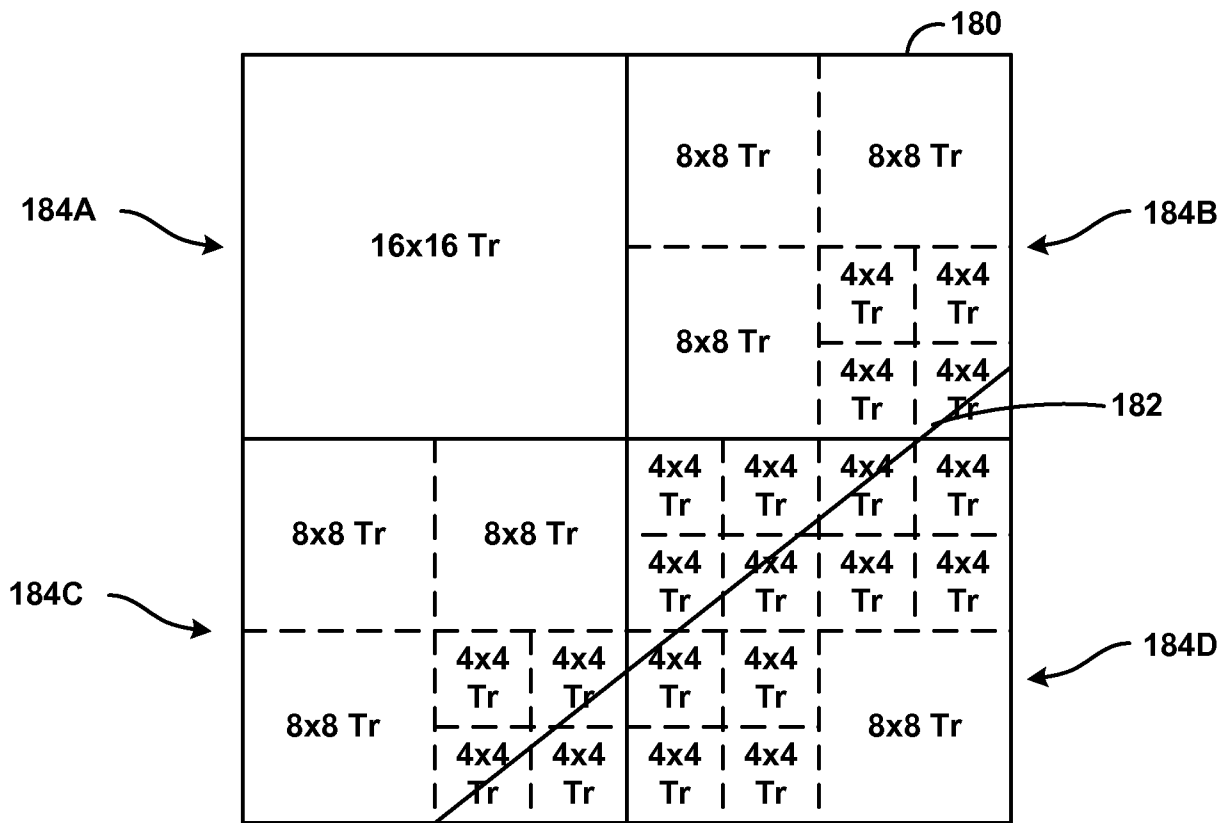 180
8x8 Tr 8x8 Tr
184A
184B
16x16 Tr
4x4 4x4
Tr Tr
8x8 Tr
4x4 4x4
Tr Tr
182
4x4 4x4 4x4 4x4
Tr Tr Tr Tr
8x8 Tr 8x8 Tr
4x4 4x4 4x4 4x4
Tr Tr Tr Tr
184C
184D
4x4 4x4 4x4 4x4
Tr Tr Tr Tr
8x8 Tr
8x8 Tr
4x4 4x4 4x4 4x4
Tr Tr Tr Tr